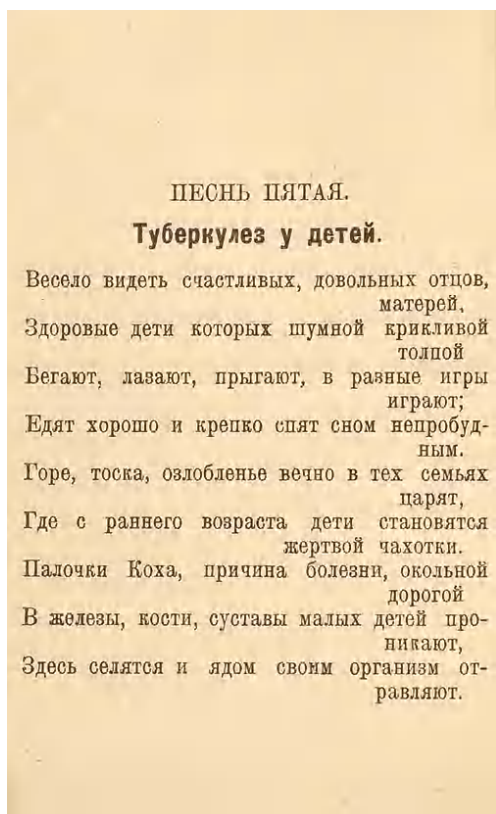 ПЕСНЬ ПЯТАЯ.
Туберкулез у детей.
Весело видеть счастливых, довольных отцов,
матерей,
Здоровые дети которых шумной крикливой
толпой
Бегают, лазают, прыгают, в разные игры
играют;
Едят хорошо и крепко спят сном непробуд-
ным.
Горе, тоска, озлобленье вечно в тех семьях
царят,
Где с раннего возраста дети становятся
жертвой чахотки.
Палочки Коха, причина болезни, окольной
дорогой
В железы, кости, суставы малых детей про-
никают,
Здесь селятся и ядом своим организм от-
равляют.